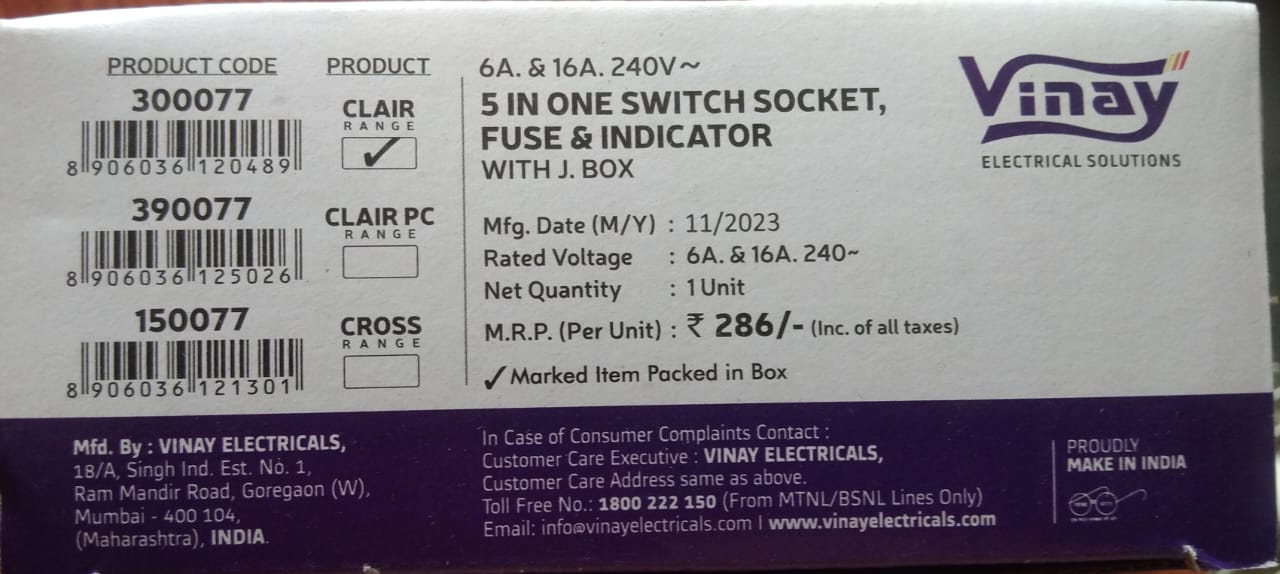 PRODUCT CODE
PRODUCT
300077
8 906036 120489
CLAIR
RANGE
✓
390077
8 906036 125026
CLAIR PC
RANGE
150077
8 906036 121301
CROSS
RANGE
6A. & 16A. 240V~
5 IN ONE SWITCH SOCKET,
FUSE & INDICATOR
WITH J. BOX
Mfg. Date (M/Y) : 11/2023
Rated Voltage : 6A. & 16A. 240~
Net Quantity : 1 Unit
M.R.P. (Per Unit) : ₹ 286/- (Inc. of all taxes)
✓ Marked Item Packed in Box
Vinay
ELECTRICAL SOLUTIONS
Mfd. By : VINAY ELECTRICALS,
18/A, Singh Ind. Est. No. 1,
Ram Mandir Road, Goregaon (W),
Mumbai - 400 104,
(Maharashtra), INDIA.
In Case of Consumer Complaints Contact :
Customer Care Executive : VINAY ELECTRICALS,
Customer Care Address same as above.
Toll Free No.: 1800 222 150 (From MTNL/BSNL Lines Only)
Email: info@vinayelectricals.com | www.vinayelectricals.com
PROUDLY
MAKE IN INDIA